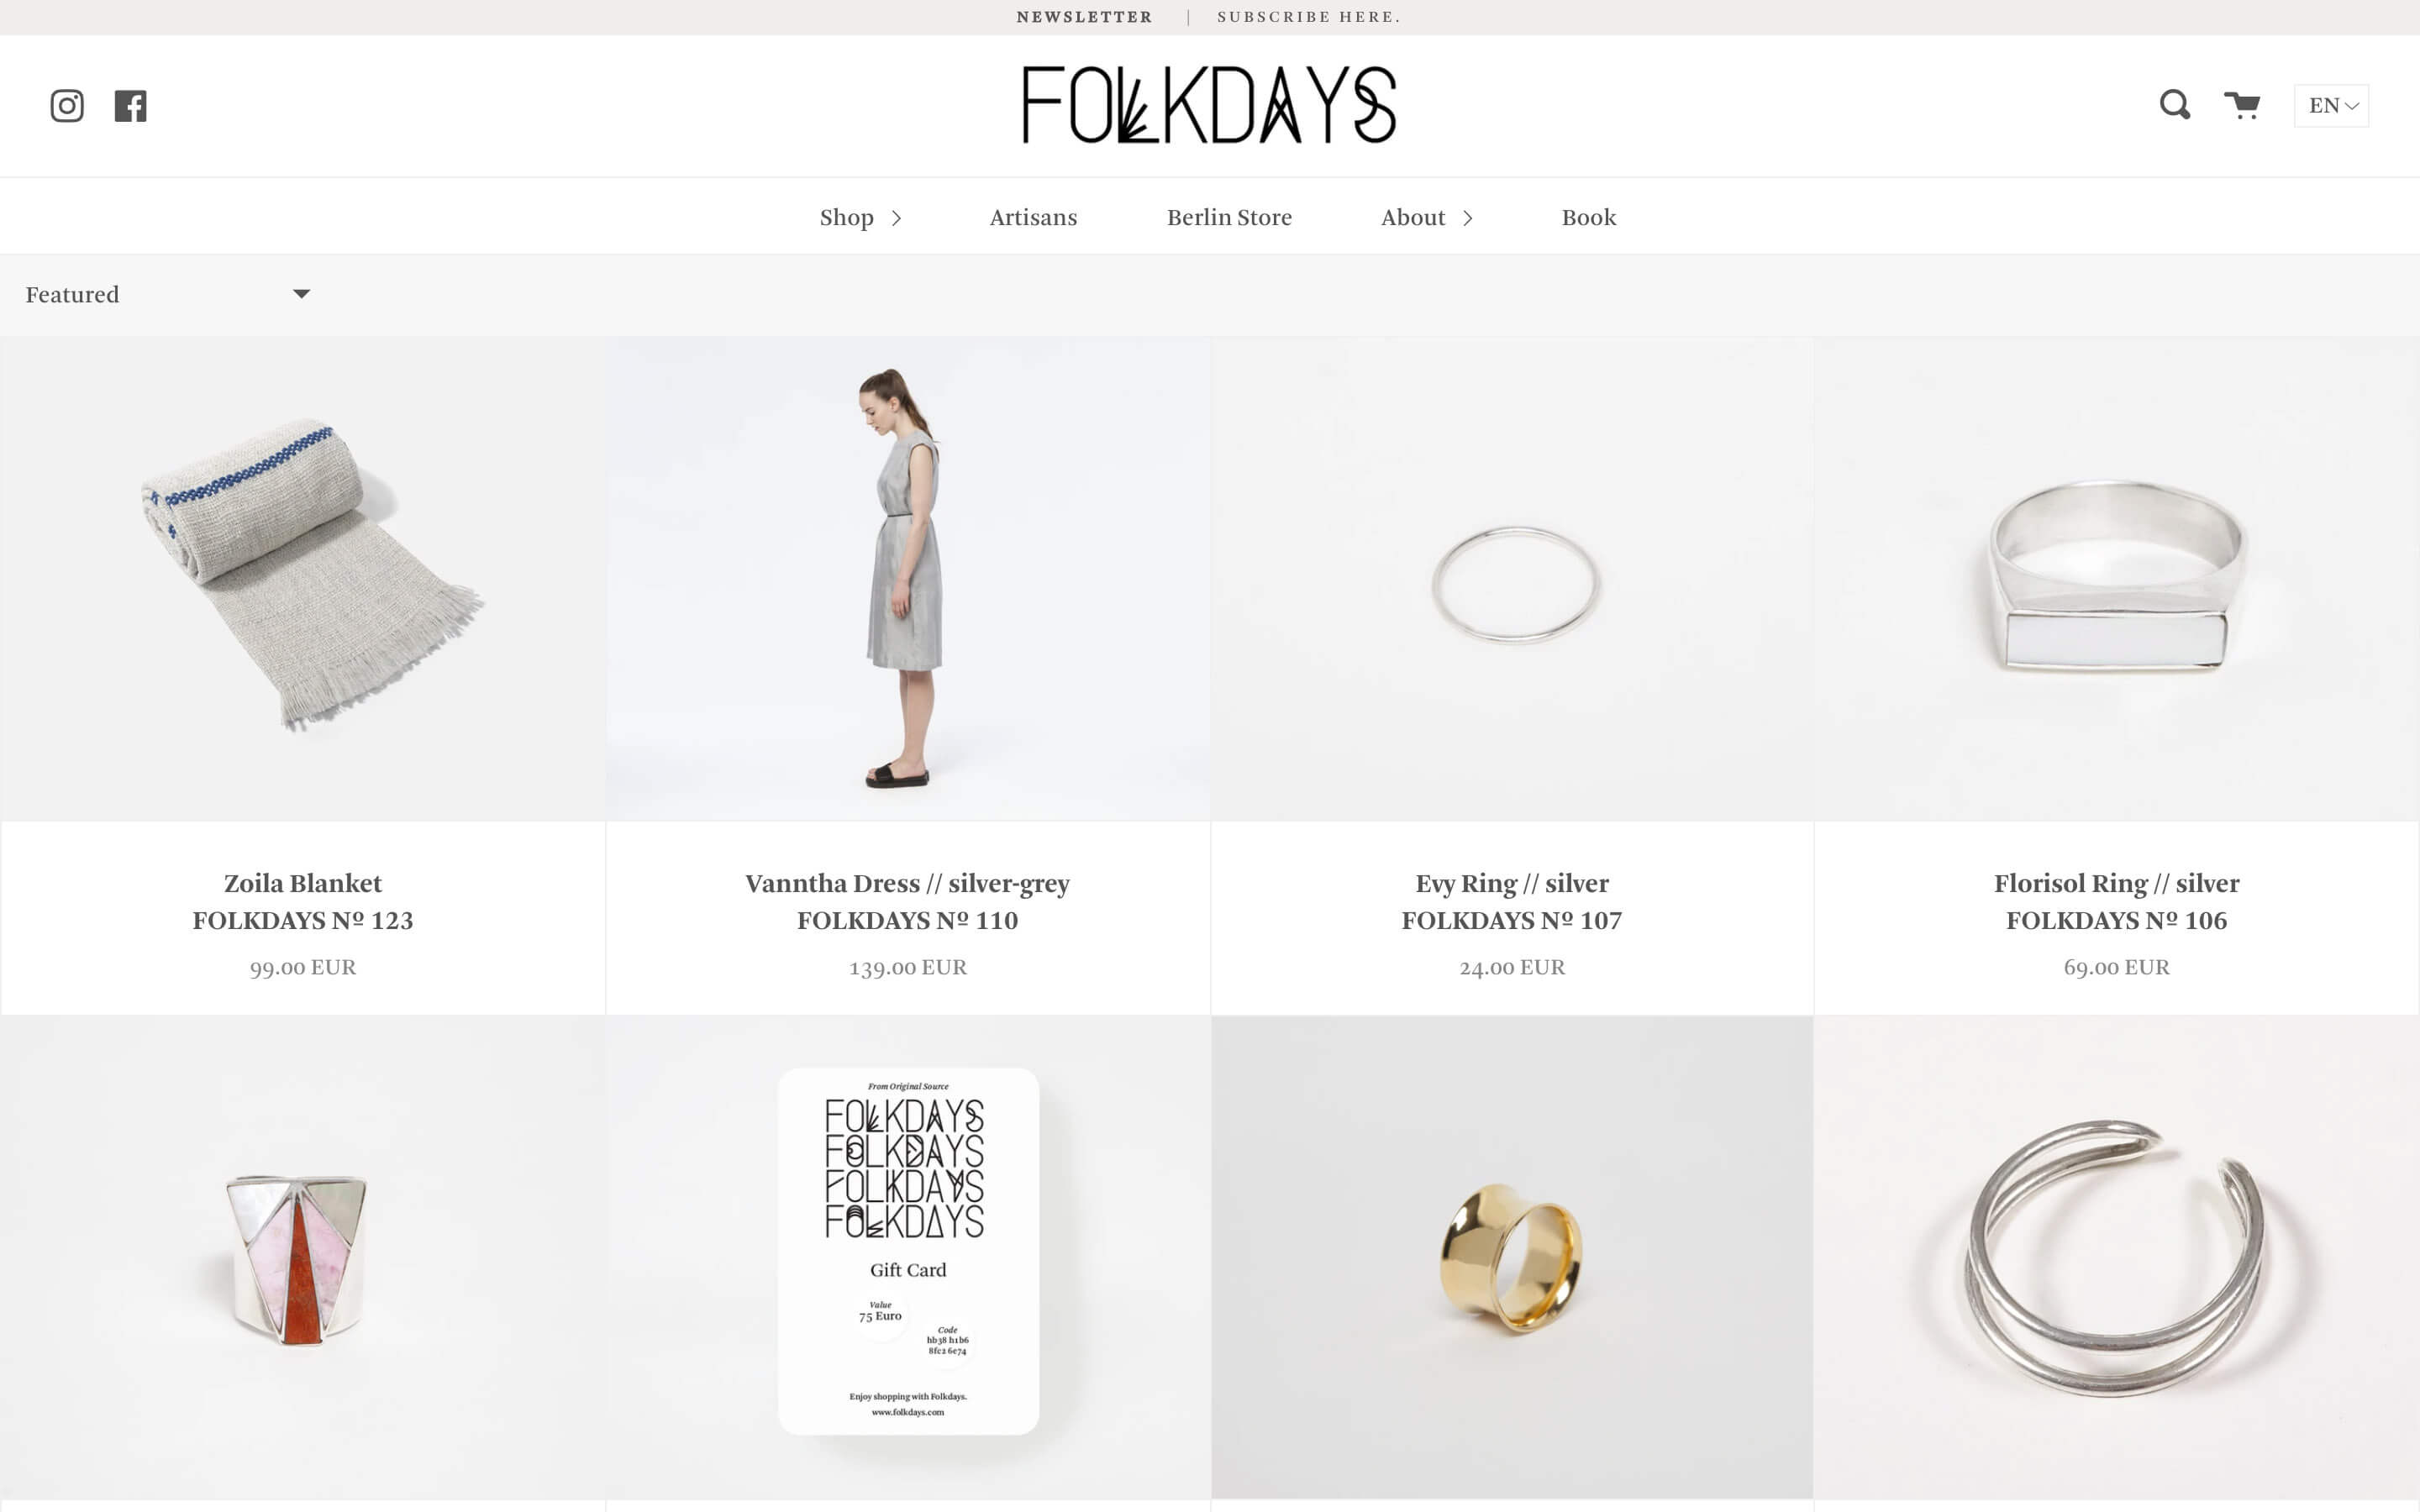 NEWSLETTER | SUBSCRIBE HERE.
FOLKDAYS
EN
Shop
Artisans
Berlin Store
About
Book
Featured
Zoila Blanket
FOLKDAYS Nº 123
99.00 EUR
Vanntha Dress // silver-grey
FOLKDAYS Nº 110
139.00 EUR
Evy Ring // silver
FOLKDAYS Nº 107
24.00 EUR
Florisol Ring // silver
FOLKDAYS Nº 106
69.00 EUR
From Original Source
FOLKDAYS
FOLKDAYS
FOLKDAYS
FOLKDAYS
Gift Card
Value
75 Euro
Code
hb38 h1b6
8fc2 6e74
Enjoy shopping with Folkdays.
www.folkdays.com